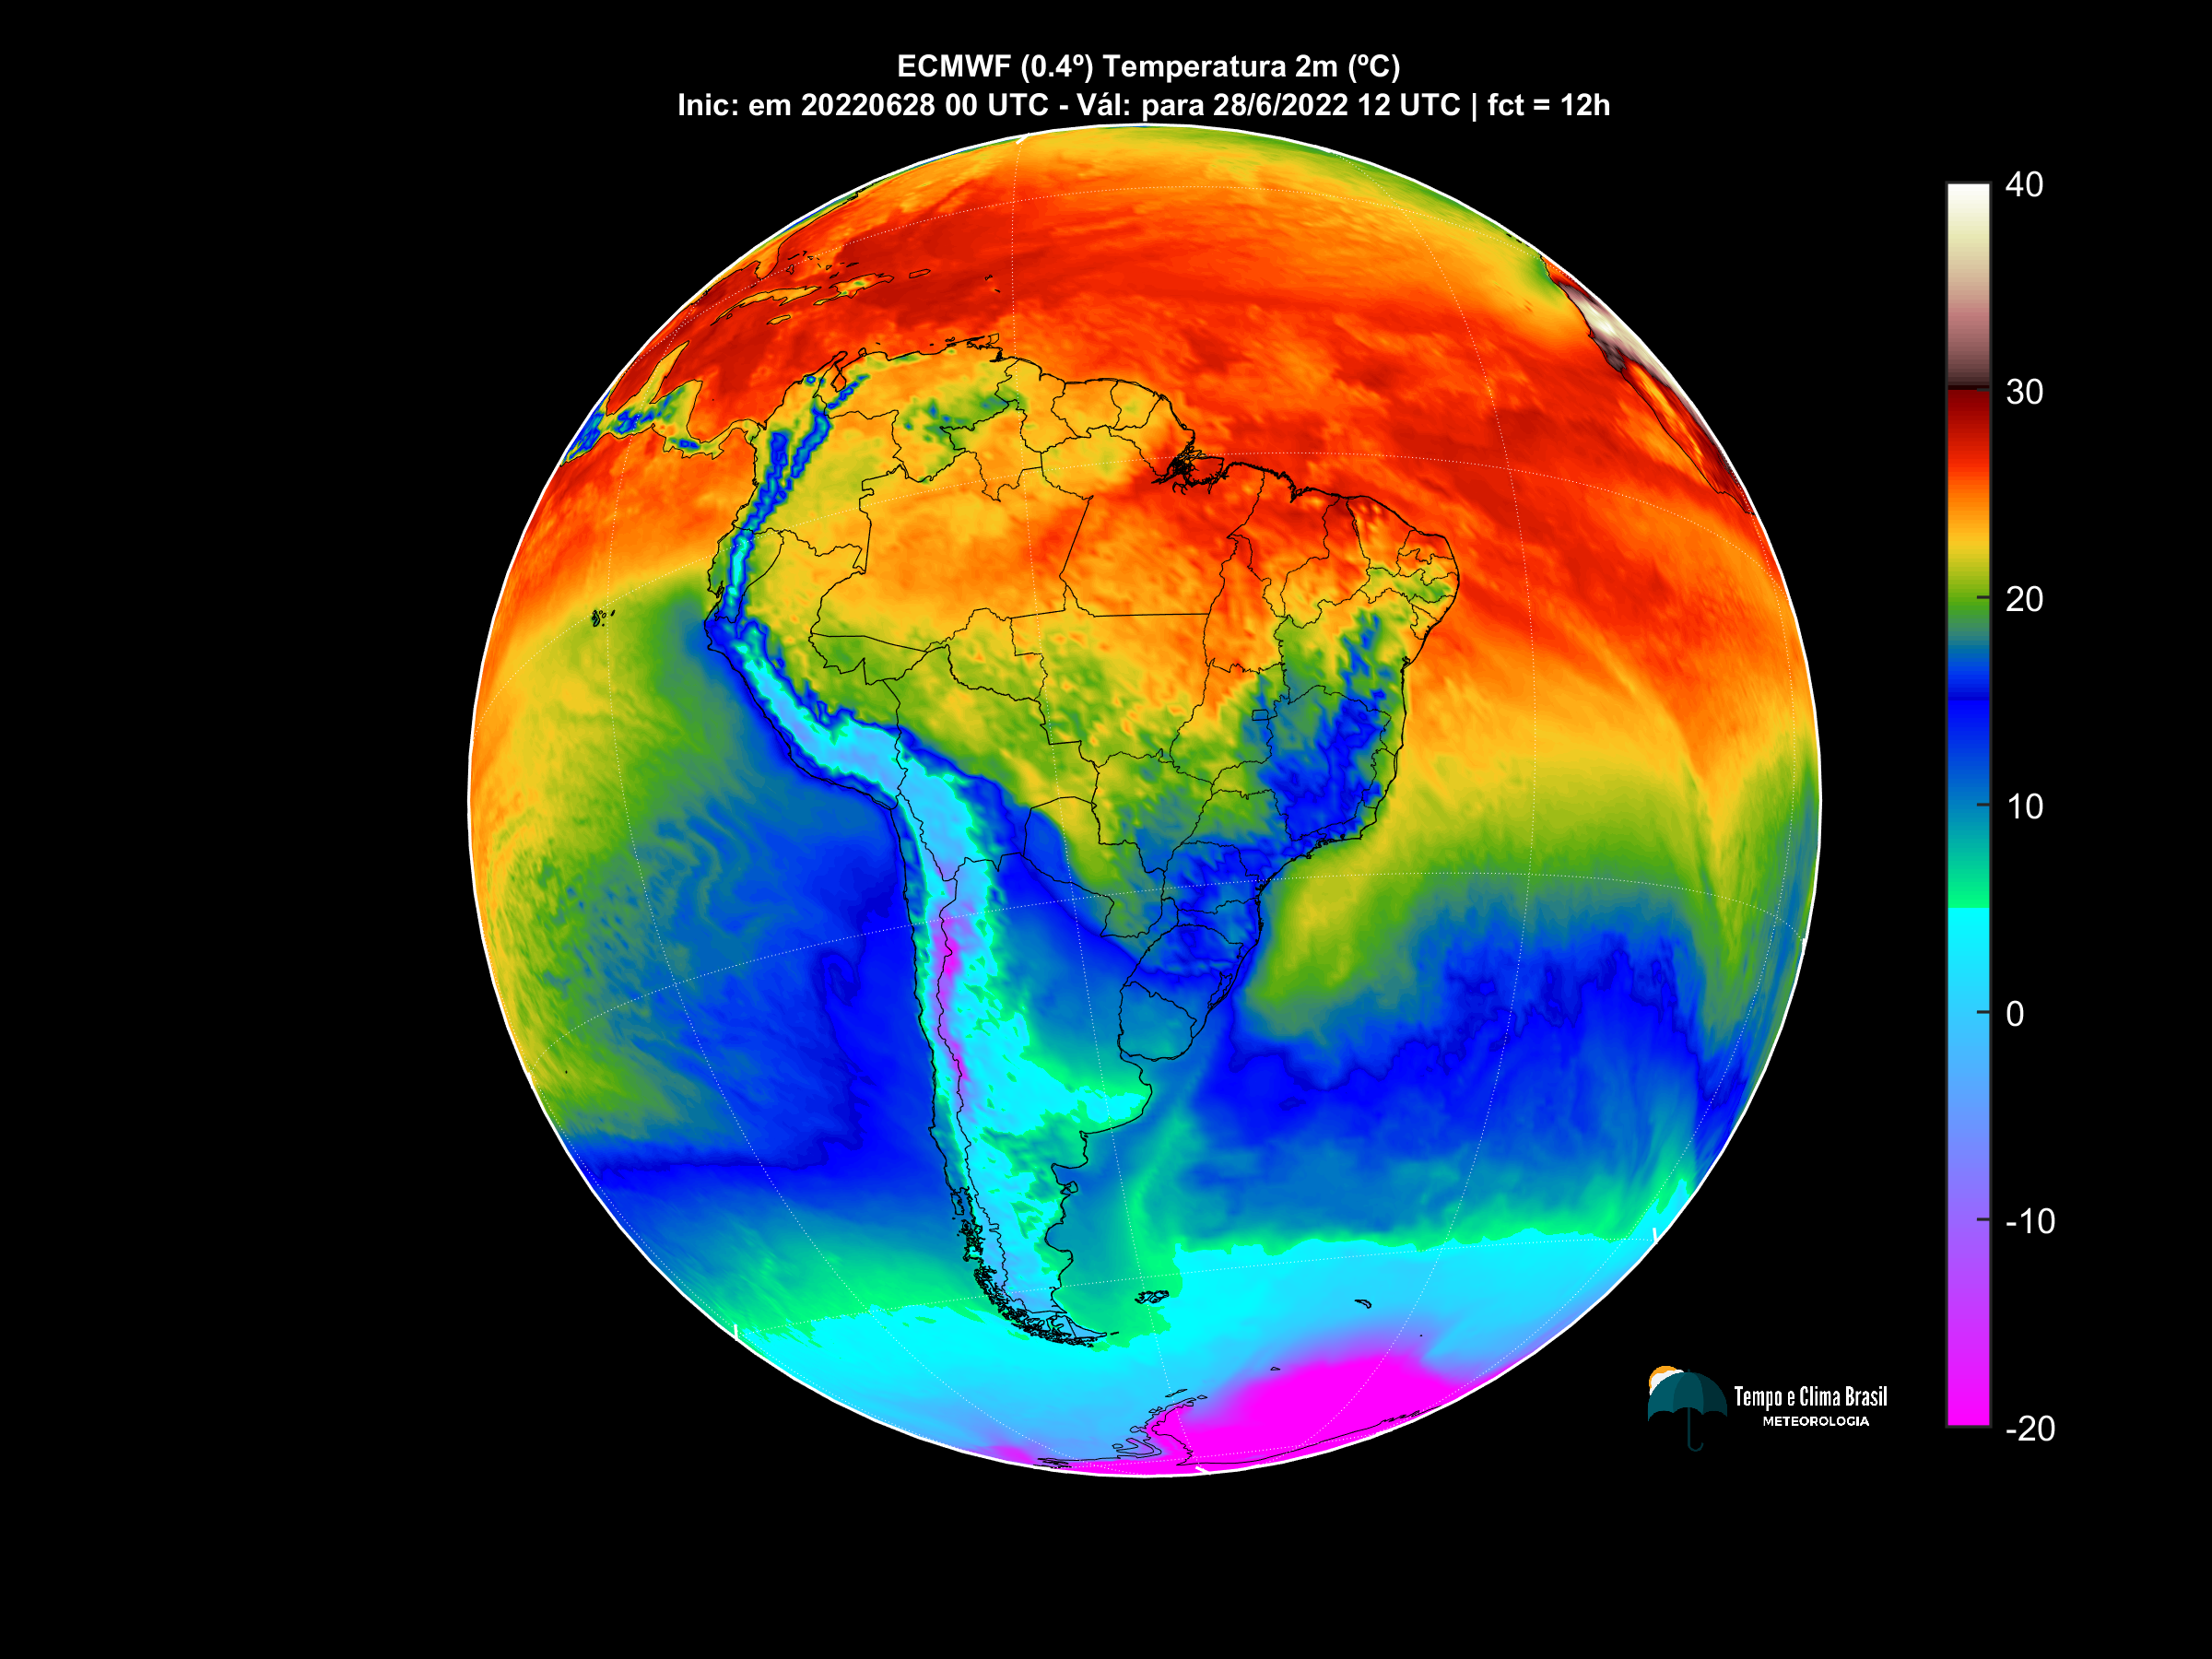 ECMWF (0.4º) Temperatura 2m (ºC)
Inic: em 20220628 00 UTC - Vál: para 28/6/2022 12 UTC | fct = 12h
40
30
20
10
0
-10
-20
Tempo e Clima Brasil
METEOROLOGIA